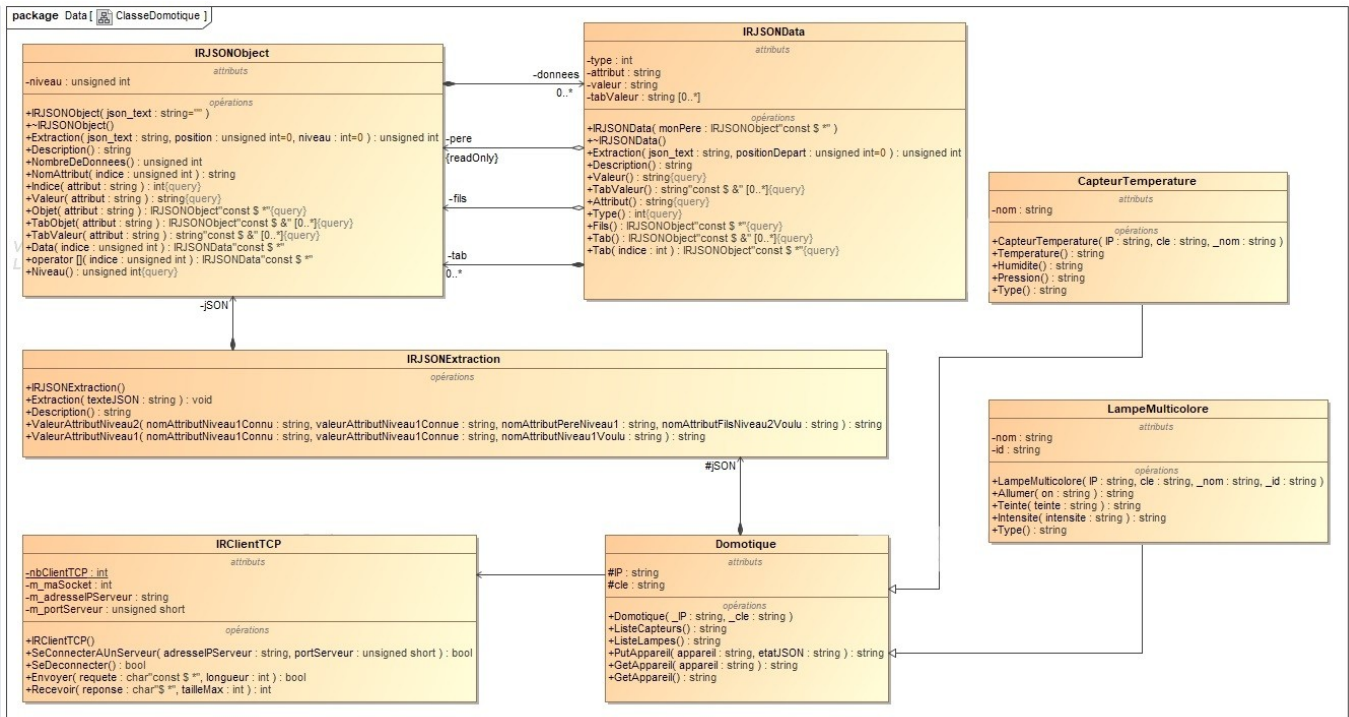 package Data [ ClasseDomotique ]
IRJSONObject
attributs
-niveau : unsigned int
opérations
+IRJSONObject( json_text : string="" )
+~IRJSONObject()
+Extraction( json_text : string, position : unsigned int=0, niveau : int=0 ) : unsigned int
+Description() : string
+NombreDeDonnees() : unsigned int
+NomAttribut( indice : unsigned int ) : string
+Indice( attribut : string ) : int{query}
+Valeur( attribut : string ) : string{query}
+Objet( attribut : string ) : IRJSONObject"const $ *"{query}
+TabObjet( attribut : string ) : IRJSONObject"const $ &" [0..*]{query}
+TabValeur( attribut : string ) : string"const $ &" [0..*]{query}
+Data( indice : unsigned int ) : IRJSONData"const $ *"
+operator []( indice : unsigned int ) : IRJSONData"const $ *"
+Niveau() : unsigned int{query}
-donnees
0..*
-pere
{readOnly}
-fils
-tab
0..*
IRJSONData
attributs
-type : int
-attribut : string
-valeur : string
-tabValeur : string [0..*]
opérations
+IRJSONData( monPere : IRJSONObject"const $ *" )
+~IRJSONData()
+Extraction( json_text : string, positionDepart : unsigned int=0 ) : unsigned int
+Description() : string
+Valeur() : string{query}
+TabValeur() : string"const $ &" [0..*]{query}
+Attribut() : string{query}
+Type() : int{query}
+Fils() : IRJSONObject"const $ *"{query}
+Tab() : IRJSONObject"const $ &" [0..*]{query}
+Tab( indice : int ) : IRJSONObject"const $ *"{query}
CapteurTemperature
attributs
-nom : string
opérations
+CapteurTemperature( IP : string, cle : string, _nom : string )
+Temperature() : string
+Humidite() : string
+Pression() : string
+Type() : string
-jSON
IRJSONExtraction
opérations
+IRJSONExtraction()
+Extraction( texteJSON : string ) : void
+Description() : string
+ValeurAttributNiveau2( nomAttributNiveau1Connu : string, valeurAttributNiveau1Connue : string, nomAttributPereNiveau1 : string, nomAttributFilsNiveau2Voulu : string ) : string
+ValeurAttributNiveau1( nomAttributNiveau1Connu : string, valeurAttributNiveau1Connue : string, nomAttributNiveau1Voulu : string ) : string
#jSON
LampeMulticolore
attributs
-nom : string
-id : string
opérations
+LampeMulticolore( IP : string, cle : string, _nom : string, _id : string )
+Allumer( on : string ) : string
+Teinte( teinte : string ) : string
+Intensite( intensite : string ) : string
+Type() : string
IRClientTCP
attributs
-nbClientTCP : int
-m_maSocket : int
-m_adresseIPServeur : string
-m_portServeur : unsigned short
opérations
+IRClientTCP()
+SeConnecterAUnServeur( adresseIPServeur : string, portServeur : unsigned short ) : bool
+SeDeconnecter() : bool
+Envoyer( requete : char"const $ *", longueur : int ) : bool
+Recevoir( reponse : char"$ *", tailleMax : int ) : int
Domotique
attributs
#IP : string
#cle : string
opérations
+Domotique( _IP : string, _cle : string )
+ListeCapteurs() : string
+ListeLampes() : string
+PutAppareil( appareil : string, etatJSON : string ) : string
+GetAppareil( appareil : string ) : string
+GetAppareil() : string